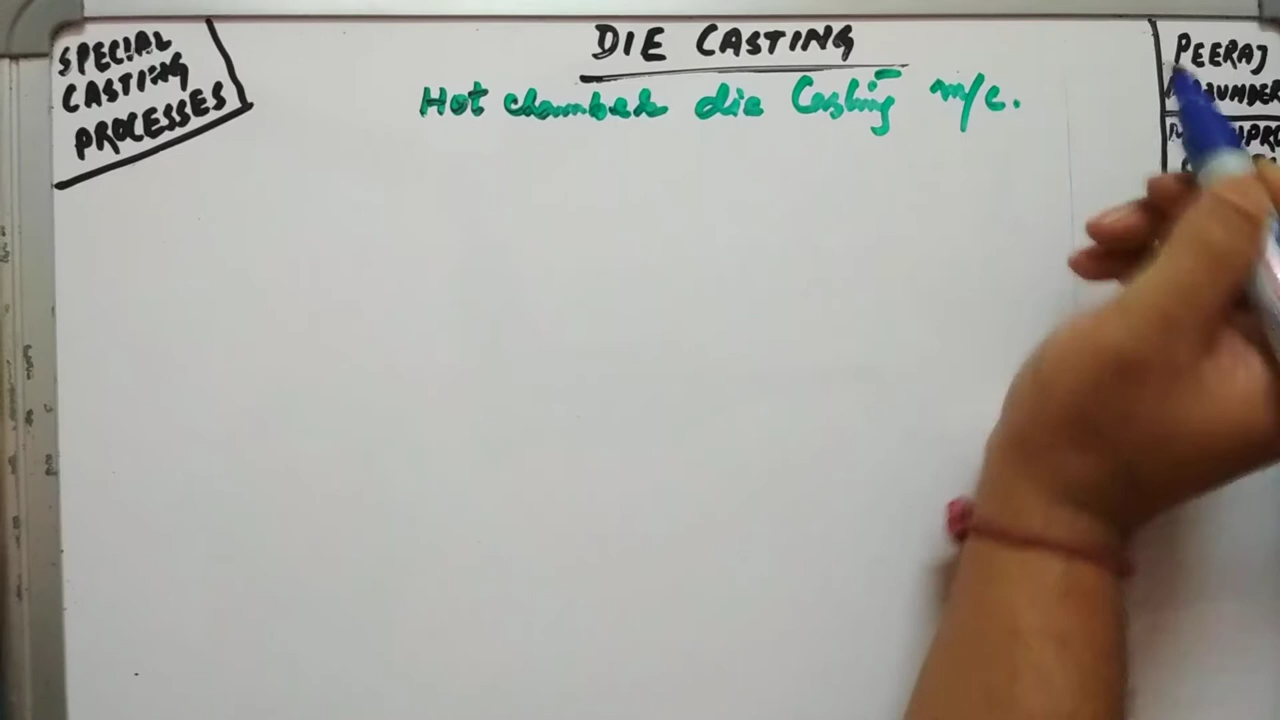 SPECIAL
CASTING
PROCESSES
DIE CASTING
Hot chamber die Casting m/c.
PEERAJ